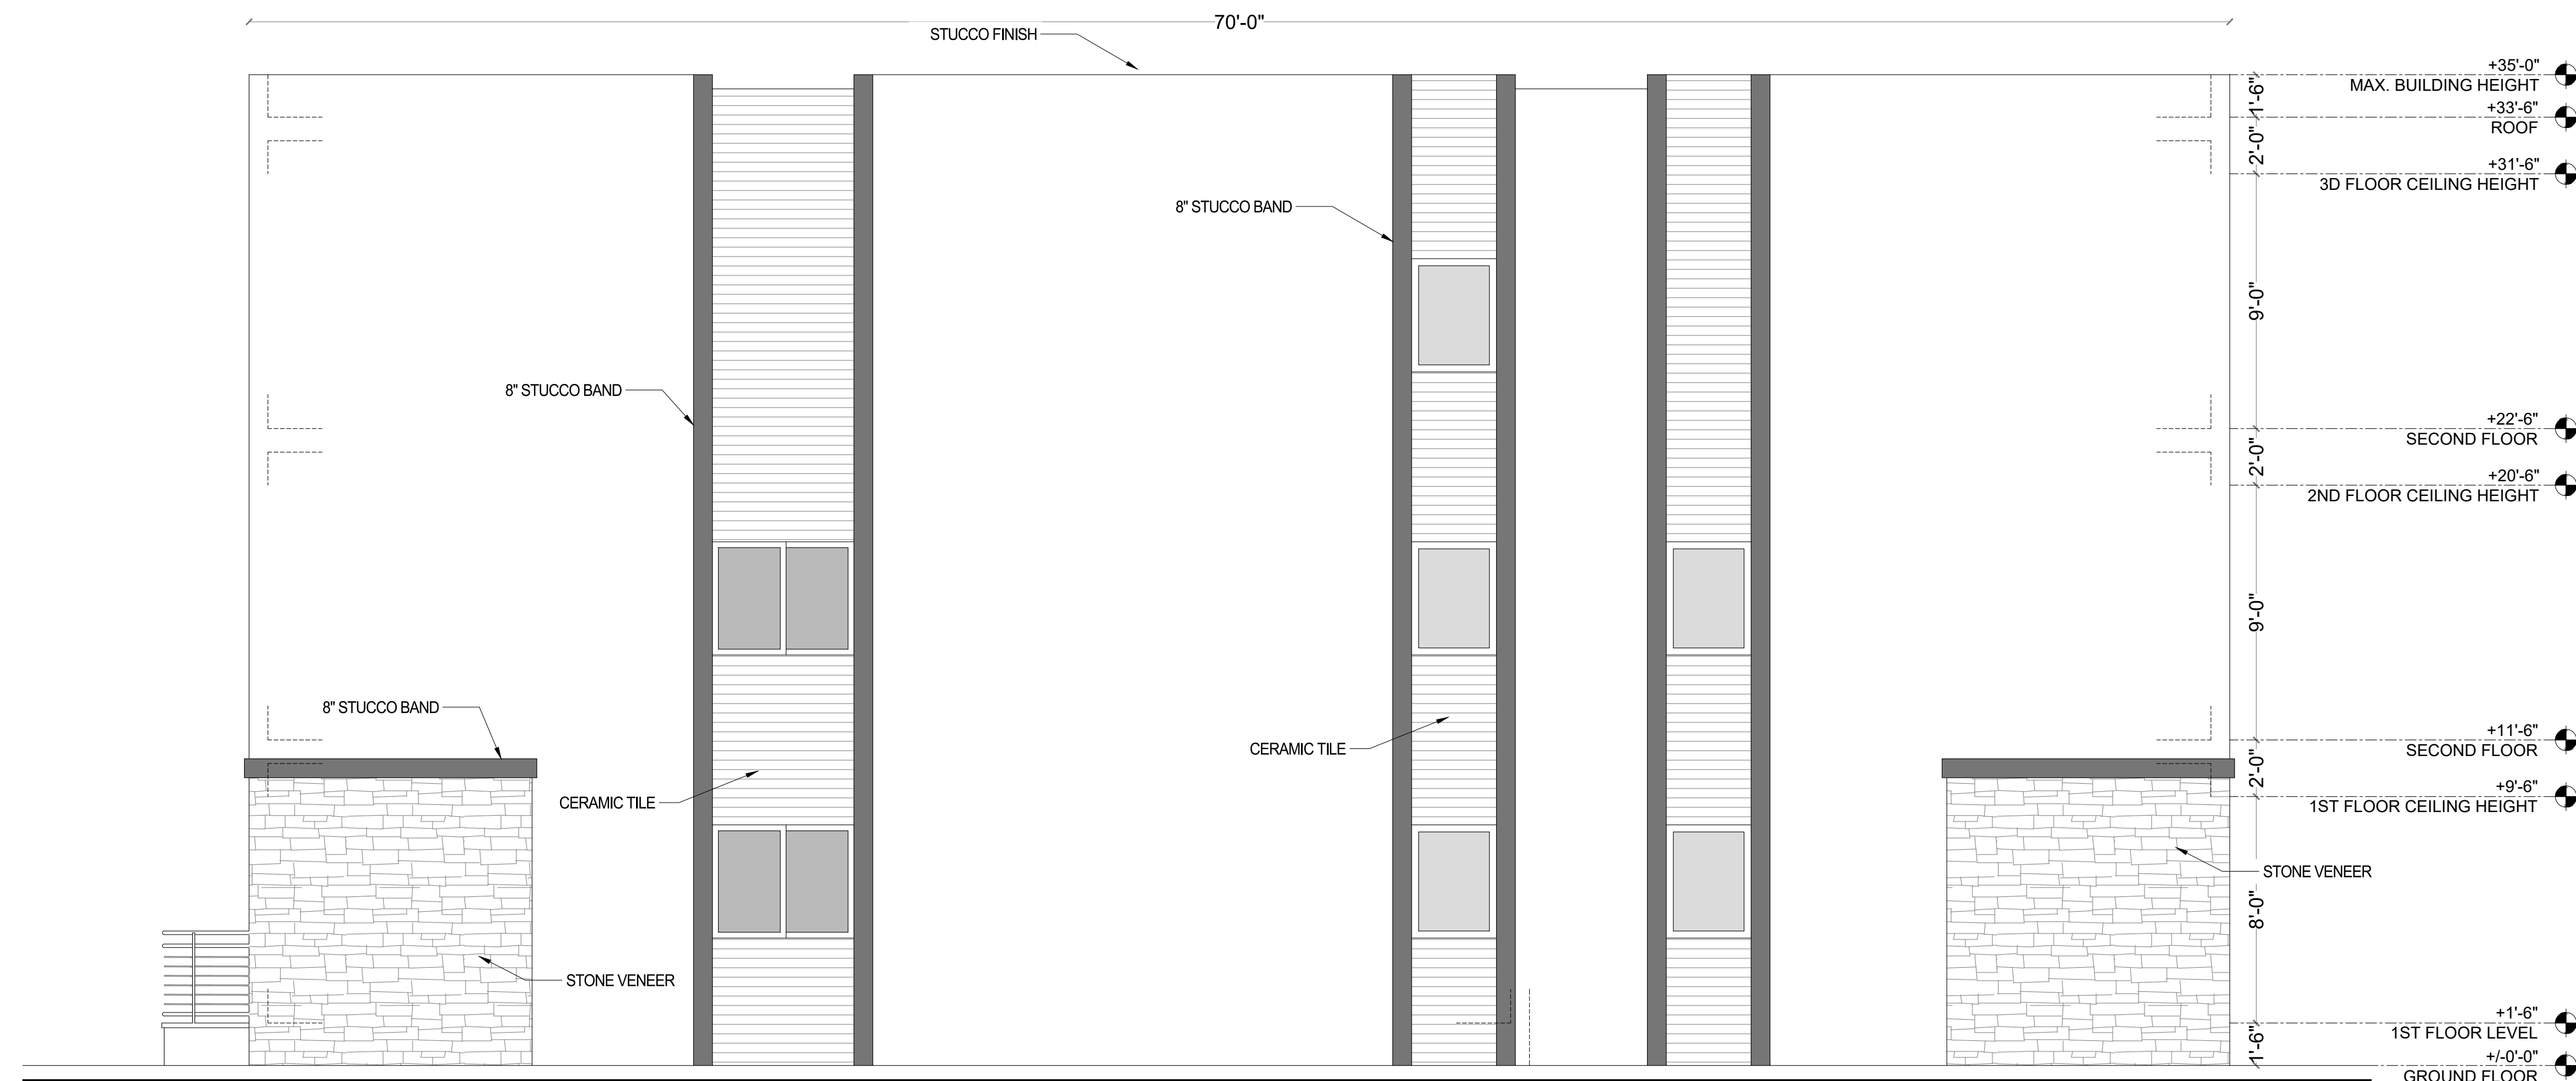 70'-0"
STUCCO FINISH
+35'-0"
MAX. BUILDING HEIGHT
1'-6"
+33'-6"
ROOF
2'-0"
+31'-6"
3D FLOOR CEILING HEIGHT
8" STUCCO BAND
9'-0"
8" STUCCO BAND
+22'-6"
SECOND FLOOR
2'-0"
+20'-6"
2ND FLOOR CEILING HEIGHT
9'-0"
8" STUCCO BAND
+11'-6"
SECOND FLOOR
CERAMIC TILE
2'-0"
+9'-6"
1ST FLOOR CEILING HEIGHT
CERAMIC TILE
STONE VENEER
8'-0"
STONE VENEER
+1'-6"
1ST FLOOR LEVEL
1'-6"
+/-0'-0"
GROUND FLOOR